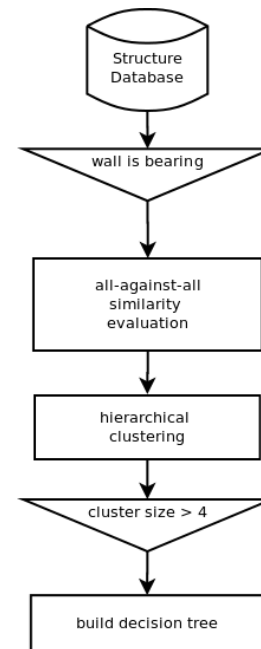 Structure
Database
wall is bearing
all-against-all
similarity
evaluation
hierarchical
clustering
cluster size > 4
build decision tree